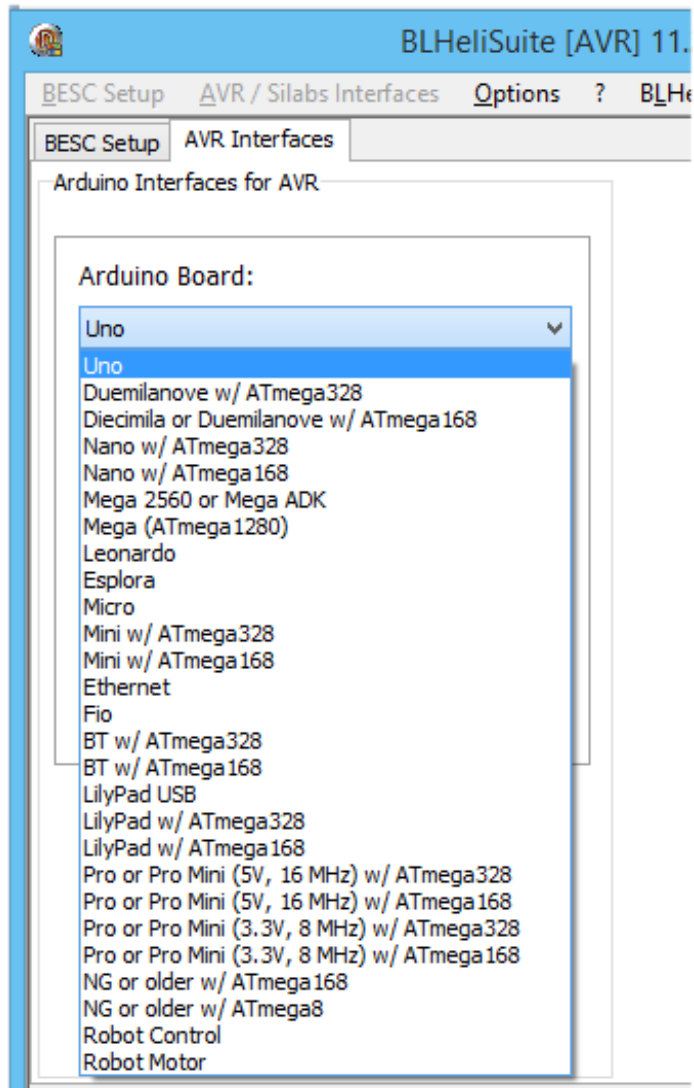 BLHeliSuite [AVR] 11.
BESC Setup AVR / Silabs Interfaces Options ? BLHe
BESC Setup AVR Interfaces
Arduino Interfaces for AVR
Arduino Board:
Uno
Uno
Duemilanove w/ ATmega328
Diecimila or Duemilanove w/ ATmega168
Nano w/ ATmega328
Nano w/ ATmega168
Mega 2560 or Mega ADK
Mega (ATmega1280)
Leonardo
Esplora
Micro
Mini w/ ATmega328
Mini w/ ATmega168
Ethernet
Fio
BT w/ ATmega328
BT w/ ATmega168
LilyPad USB
LilyPad w/ ATmega328
LilyPad w/ ATmega168
Pro or Pro Mini (5V, 16 MHz) w/ ATmega328
Pro or Pro Mini (5V, 16 MHz) w/ ATmega168
Pro or Pro Mini (3.3V, 8 MHz) w/ ATmega328
Pro or Pro Mini (3.3V, 8 MHz) w/ ATmega168
NG or older w/ ATmega168
NG or older w/ ATmega8
Robot Control
Robot Motor